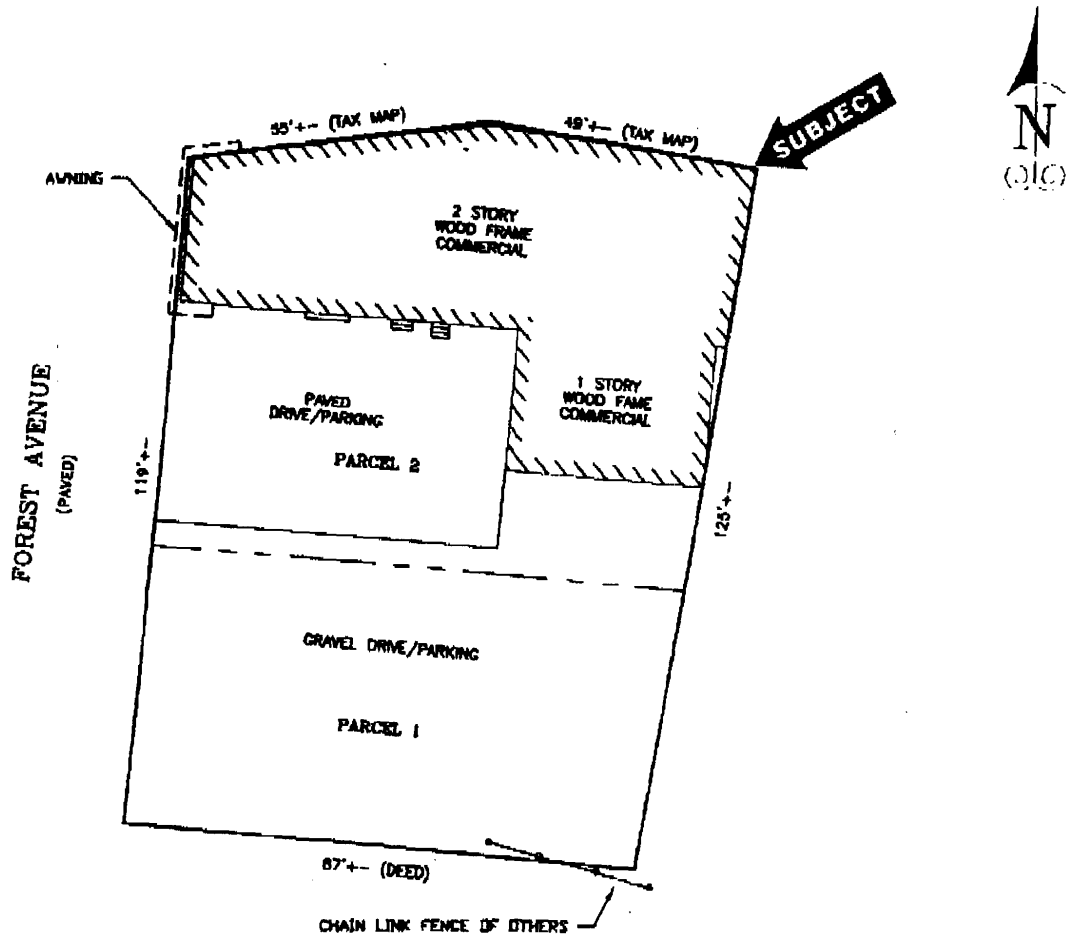 55'+- (TAX MAP)
49'+- (TAX MAP)
SUBJECT
N
AWNING
2 STORY
WOOD FRAME
COMMERCIAL
1 STORY
WOOD FAME
COMMERCIAL
PAVED
DRIVE/PARKING
PARCEL 2
FOREST AVENUE
(PAVED)
119'+-
125'+-
GRAVEL DRIVE/PARKING
PARCEL 1
87'+- (DEED)
CHAIN LINK FENCE OF OTHERS